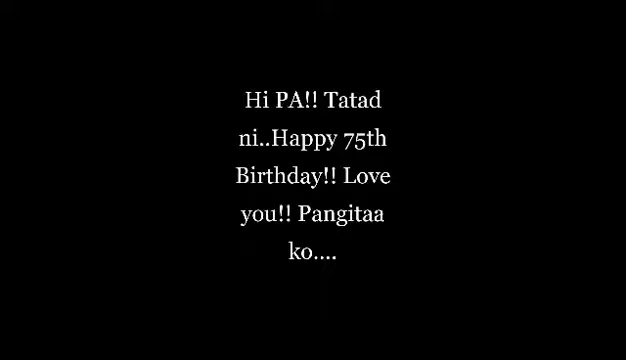 Hi PA!! Tatad
ni..Happy 75th
Birthday!! Love
you!! Pangitaa
ko....